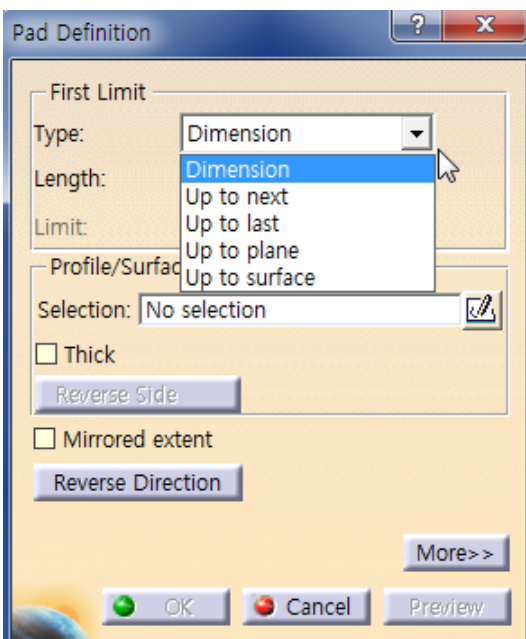 Pad Definition
First Limit
Type: Dimension
Length: Dimension
Up to next
Limit: Up to last
Up to plane
Profile/Surfac Up to surface
Selection: No selection
Thick
Reverse Side
Mirrored extent
Reverse Direction
More>>
OK Cancel Preview